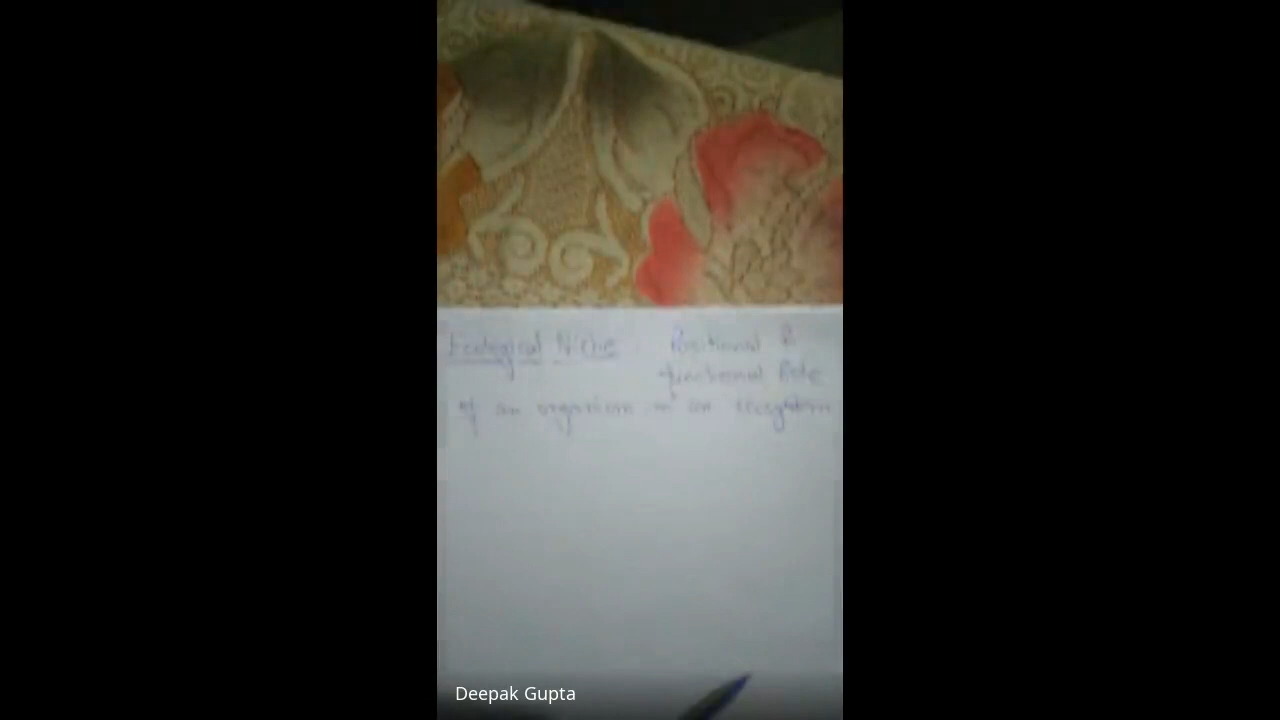 Ecological Niche : Positional &
functional Role
of an organism in an Ecosystem
Deepak Gupta